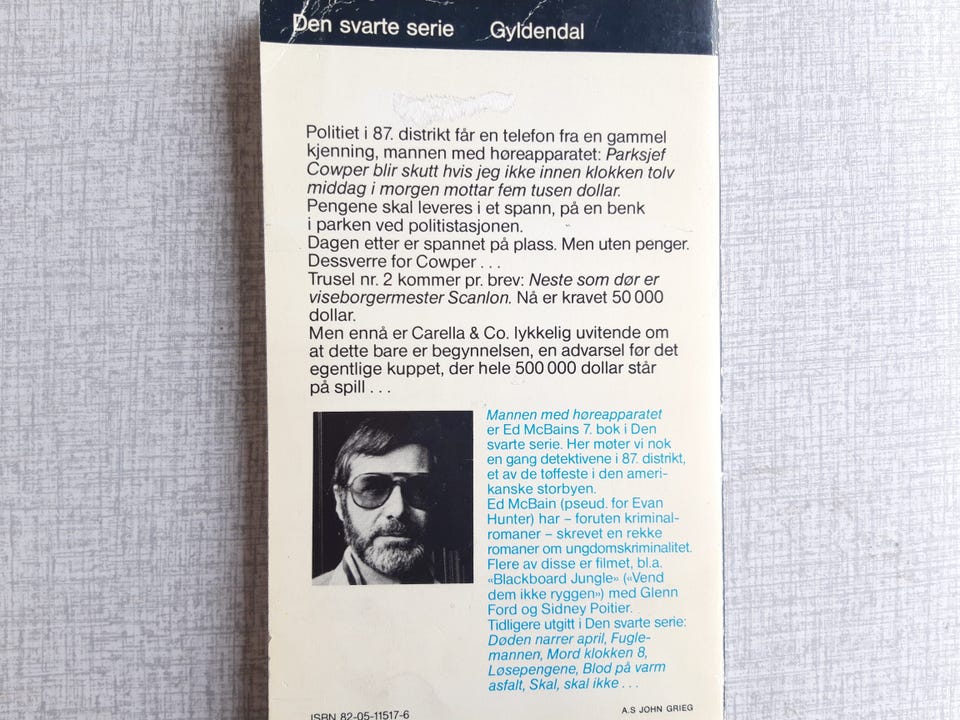 Den svarte serie Gyldendal
Politiet i 87. distrikt får en telefon fra en gammel
kjenning, mannen med høreapparatet: Parksjef
Cowper blir skutt hvis jeg ikke innen klokken tolv
middag i morgen mottar fem tusen dollar.
Pengene skal leveres i et spann, på en benk
i parken ved politistasjonen.
Dagen etter er spannet på plass. Men uten penger.
Dessverre for Cowper . . .
Trusel nr. 2 kommer pr. brev: Neste som dør er
viseborgermester Scanlon. Nå er kravet 50 000
dollar.
Men ennå er Carella & Co. lykkelig uvitende om
at dette bare er begynnelsen, en advarsel før det
egentlige kuppet, der hele 500 000 dollar står
på spill . . .
Mannen med høreapparatet
er Ed McBains 7. bok i Den
svarte serie. Her møter vi nok
en gang detektivene i 87. distrikt,
et av de tøffeste i den ameri-
kanske storbyen.
Ed McBain (pseud. for Evan
Hunter) har – foruten kriminal-
romaner – skrevet en rekke
romaner om ungdomskriminalitet.
Flere av disse er filmet, bl.a.
«Blackboard Jungle» («Vend
dem ikke ryggen») med Glenn
Ford og Sidney Poitier.
Tidligere utgitt i Den svarte serie:
Døden narrer april, Fugle-
mannen, Mord klokken 8,
Løsepengene, Blod på varm
asfalt, Skal, skal ikke . . .
ISBN 82-05-11517-6
A.S JOHN GRIEG